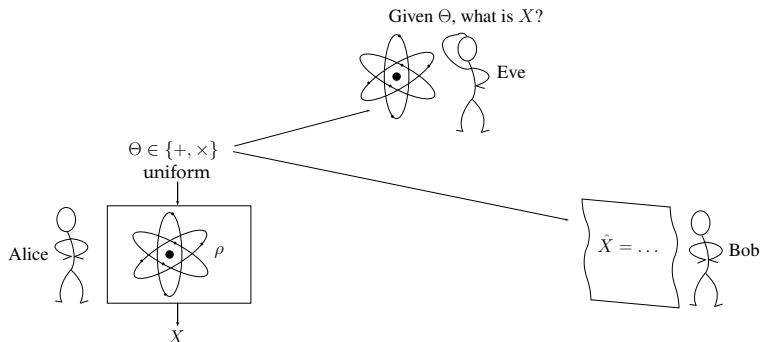 Given Θ, what is X?
Eve
Θ ∈ {+, ×}
uniform
Alice
ρ
X̂ = ...
Bob
X